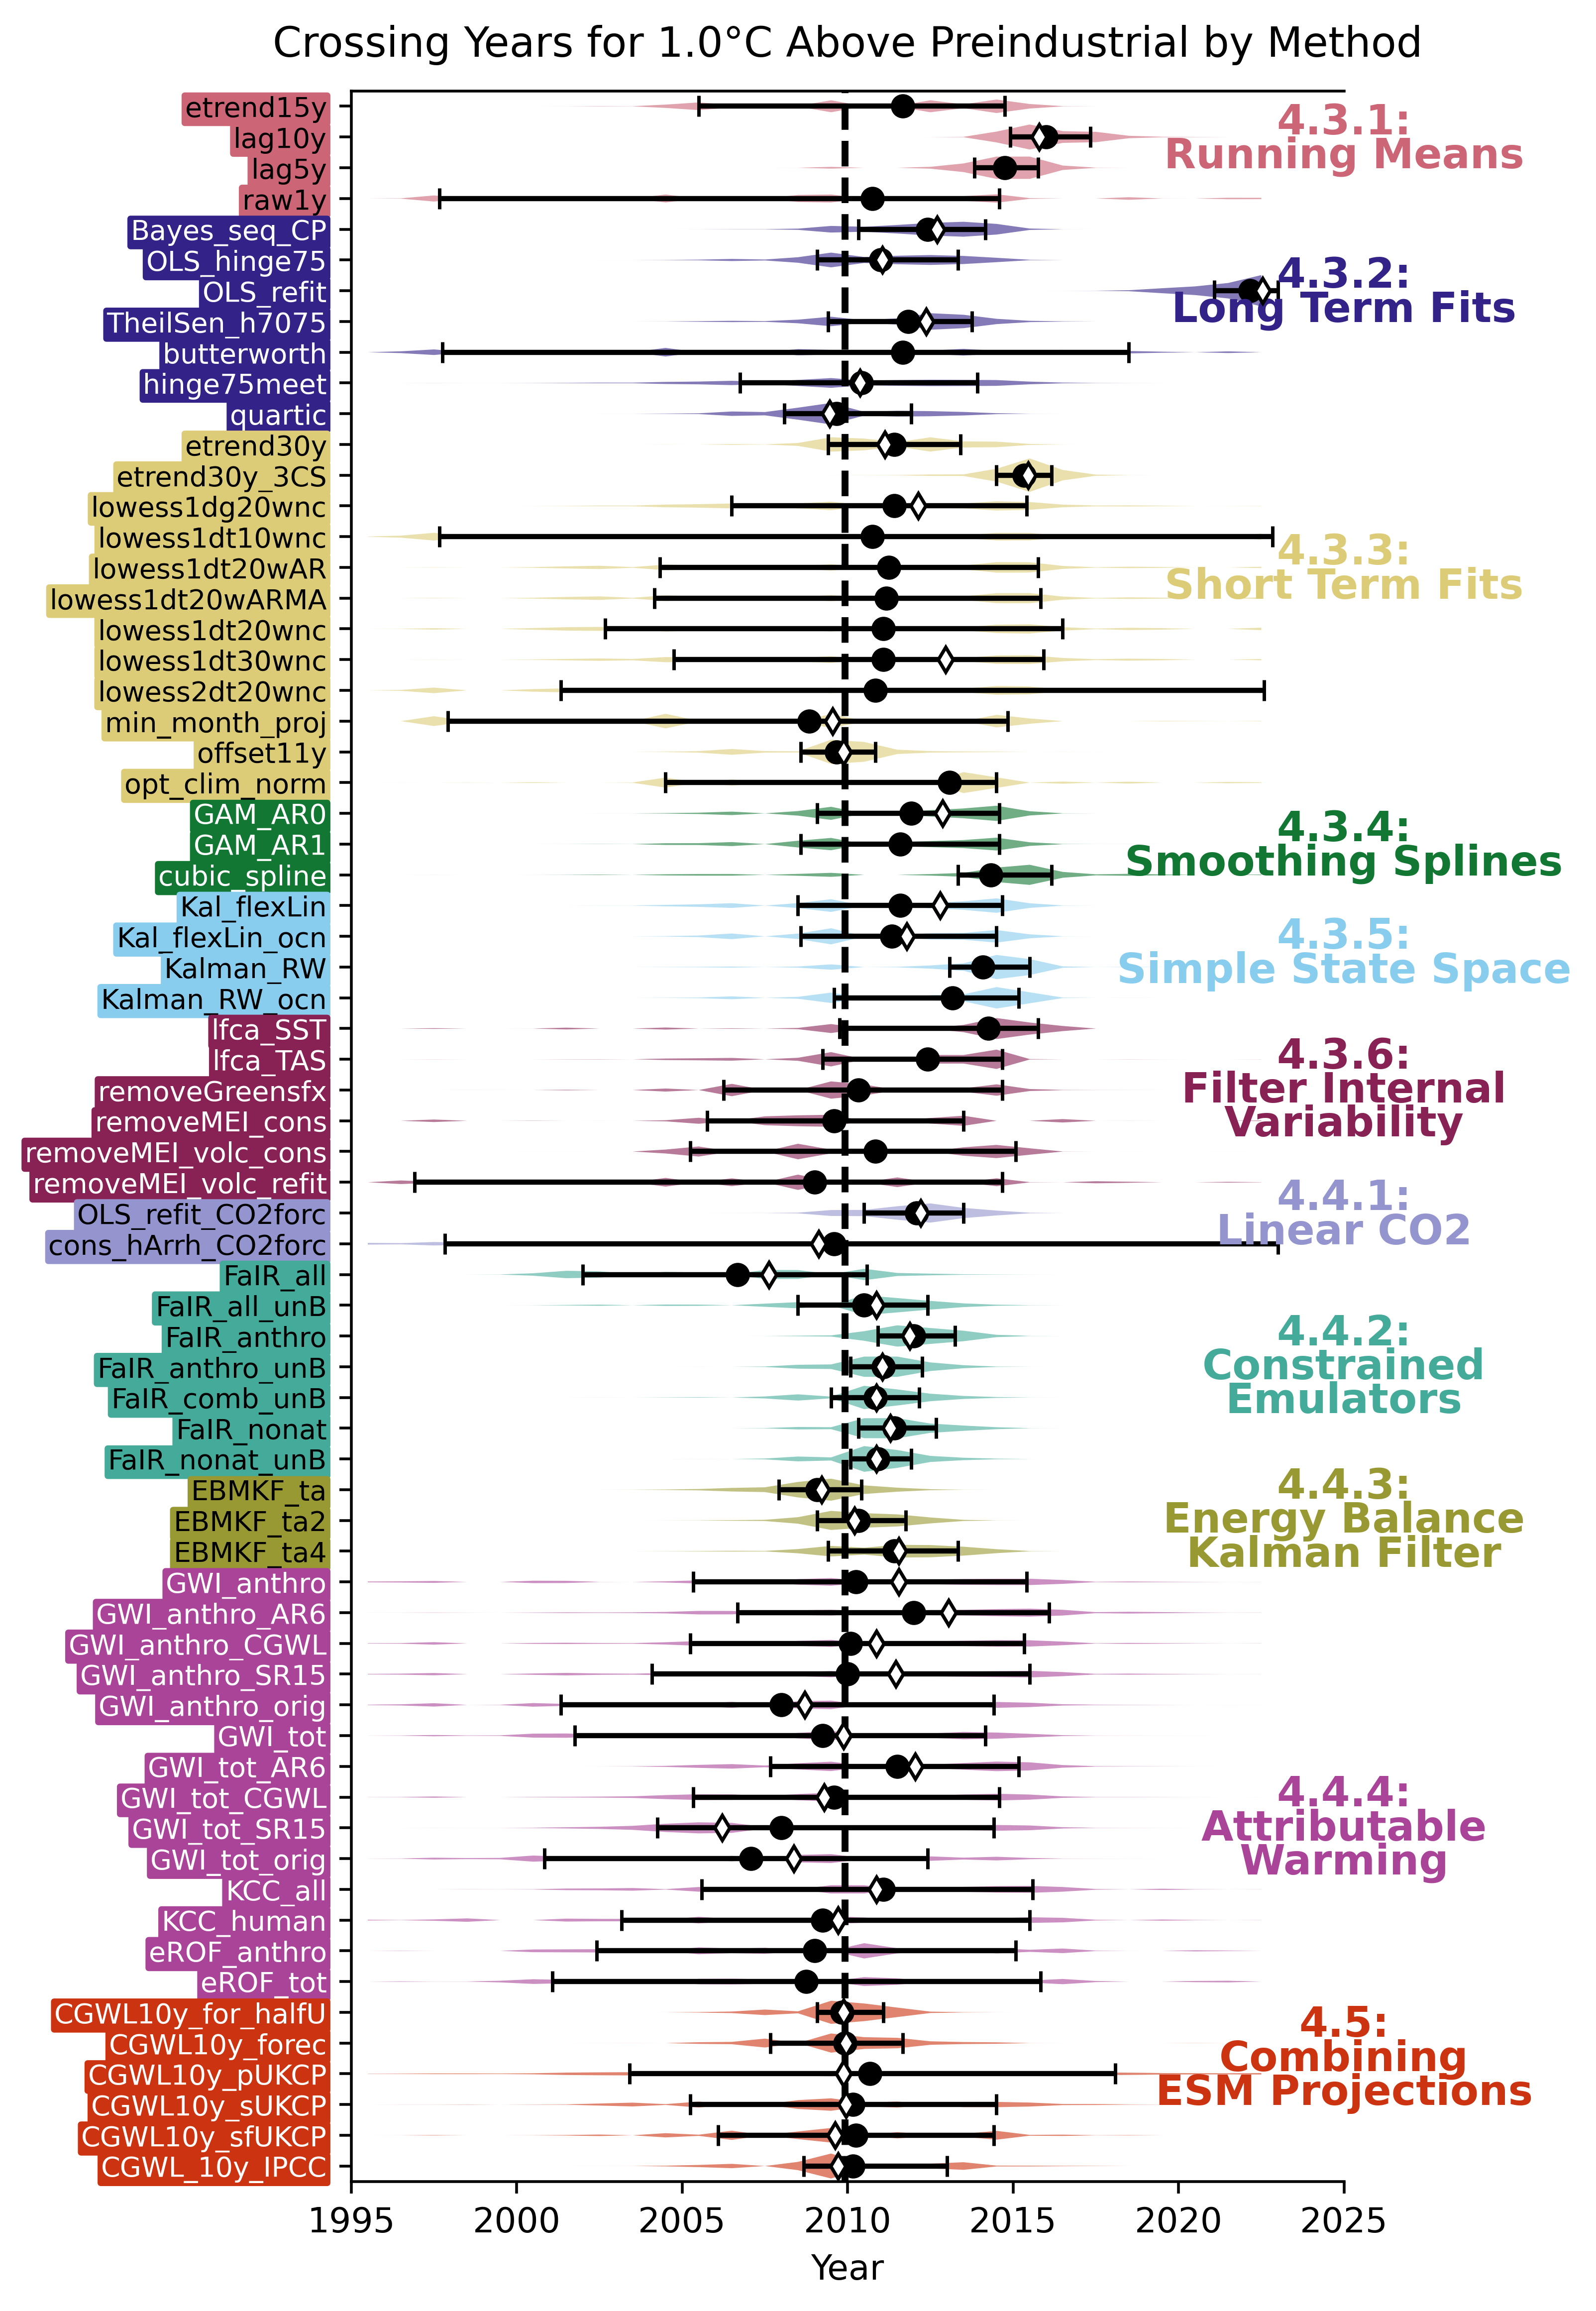 Crossing Years for 1.0°C Above Preindustrial by Method
etrend15y
lag10y
lag5y
raw1y
Bayes_seq_CP
OLS_hinge75
OLS_refit
TheilSen_h7075
butterworth
hinge75meet
quartic
etrend30y
etrend30y_3CS
lowess1dg20wnc
lowess1dt10wnc
lowess1dt20wAR
lowess1dt20wARMA
lowess1dt20wnc
lowess1dt30wnc
lowess2dt20wnc
min_month_proj
offset11y
opt_clim_norm
GAM_AR0
GAM_AR1
cubic_spline
Kal_flexLin
Kal_flexLin_ocn
Kalman_RW
Kalman_RW_ocn
lfca_SST
lfca_TAS
removeGreensfx
removeMEI_cons
removeMEI_volc_cons
removeMEI_volc_refit
OLS_refit_CO2forc
cons_hArrh_CO2forc
FaIR_all
FaIR_all_unB
FaIR_anthro
FaIR_anthro_unB
FaIR_comb_unB
FaIR_nonat
FaIR_nonat_unB
EBMKF_ta
EBMKF_ta2
EBMKF_ta4
GWI_anthro
GWI_anthro_AR6
GWI_anthro_CGWL
GWI_anthro_SR15
GWI_anthro_orig
GWI_tot
GWI_tot_AR6
GWI_tot_CGWL
GWI_tot_SR15
GWI_tot_orig
KCC_all
KCC_human
eROF_anthro
eROF_tot
CGWL10y_for_halfU
CGWL10y_forec
CGWL10y_pUKCP
CGWL10y_sUKCP
CGWL10y_sfUKCP
CGWL_10y_IPCC
4.3.1:
Running Means
4.3.2:
Long Term Fits
4.3.3:
Short Term Fits
4.3.4:
Smoothing Splines
4.3.5:
Simple State Space
4.3.6:
Filter Internal
Variability
4.4.1:
Linear CO2
4.4.2:
Constrained
Emulators
4.4.3:
Energy Balance
Kalman Filter
4.4.4:
Attributable
Warming
4.5:
Combining
ESM Projections
1995 2000 2005 2010 2015 2020 2025
Year